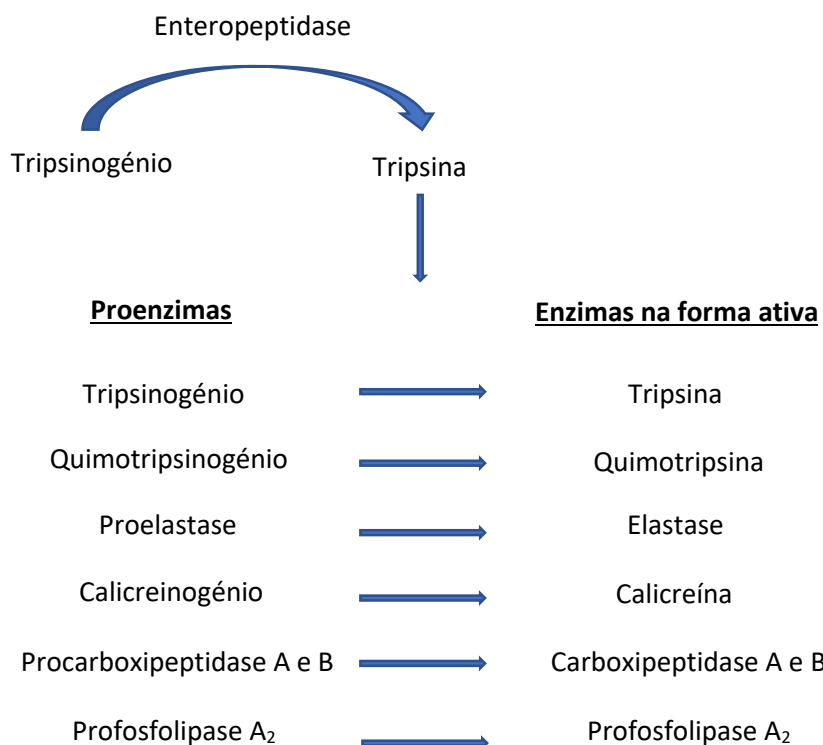 Enteropeptidase
Tripsinogénio Tripsina
Proenzimas Enzimas na forma ativa
Tripsinogénio Tripsina
Quimotripsinogénio Quimotripsina
Proelastase Elastase
Calicreinogénio Calicreína
Procarboxipeptidase A e B Carboxipeptidase A e B
Profosfolipase A₂ Profosfolipase A₂